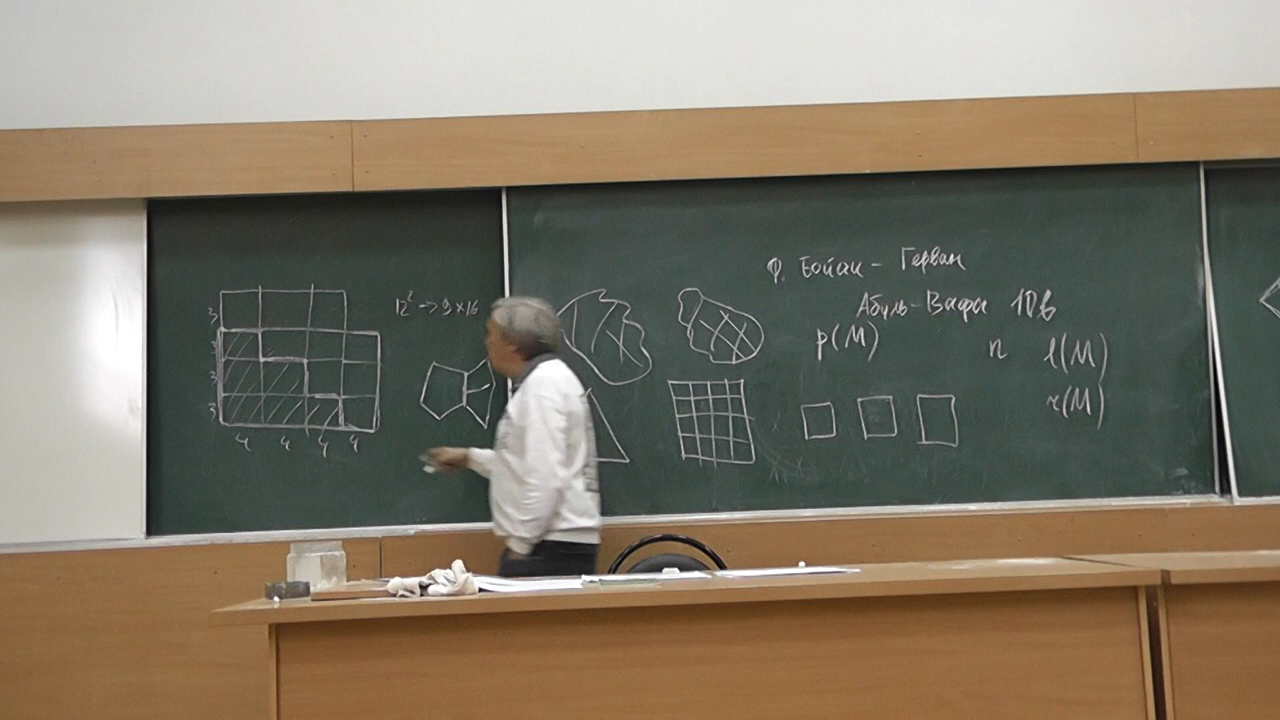 12² → 9 × 16
3
3
3
3
4 4 4 4
Ф. Бойаи - Гервин
Абуль-Вафа 10в
p(M)
n
l(M)
r(M)